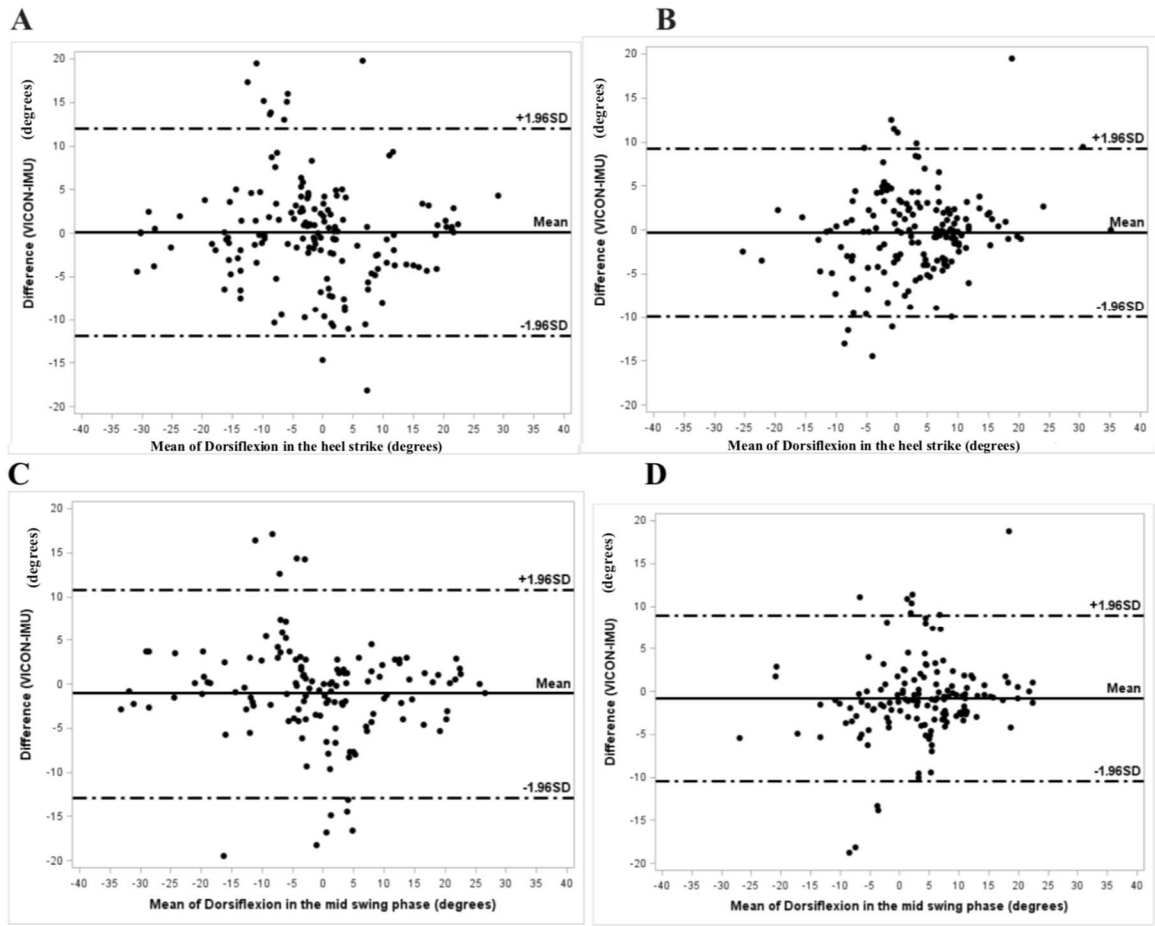 A
Difference (VICON-IMU) (degrees)
20
15
10
5
0
-5
-10
-15
-20
+1.96SD
Mean
-1.96SD
-40 -35 -30 -25 -20 -15 -10 -5 0 5 10 15 20 25 30 35 40
Mean of Dorsiflexion in the heel strike (degrees)
B
Difference (VICON-IMU) (degrees)
20
15
10
5
0
-5
-10
-15
-20
+1.96SD
Mean
-1.96SD
-40 -35 -30 -25 -20 -15 -10 -5 0 5 10 15 20 25 30 35 40
Mean of Dorsiflexion in the heel strike (degrees)
C
Difference (VICON-IMU) (degrees)
20
15
10
5
0
-5
-10
-15
-20
+1.96SD
Mean
-1.96SD
-40 -35 -30 -25 -20 -15 -10 -5 0 5 10 15 20 25 30 35 40
Mean of Dorsiflexion in the mid swing phase (degrees)
D
Difference (VICON-IMU) (degrees)
20
15
10
5
0
-5
-10
-15
-20
+1.96SD
Mean
-1.96SD
-40 -35 -30 -25 -20 -15 -10 -5 0 5 10 15 20 25 30 35 40
Mean of Dorsiflexion in the mid swing phase (degrees)